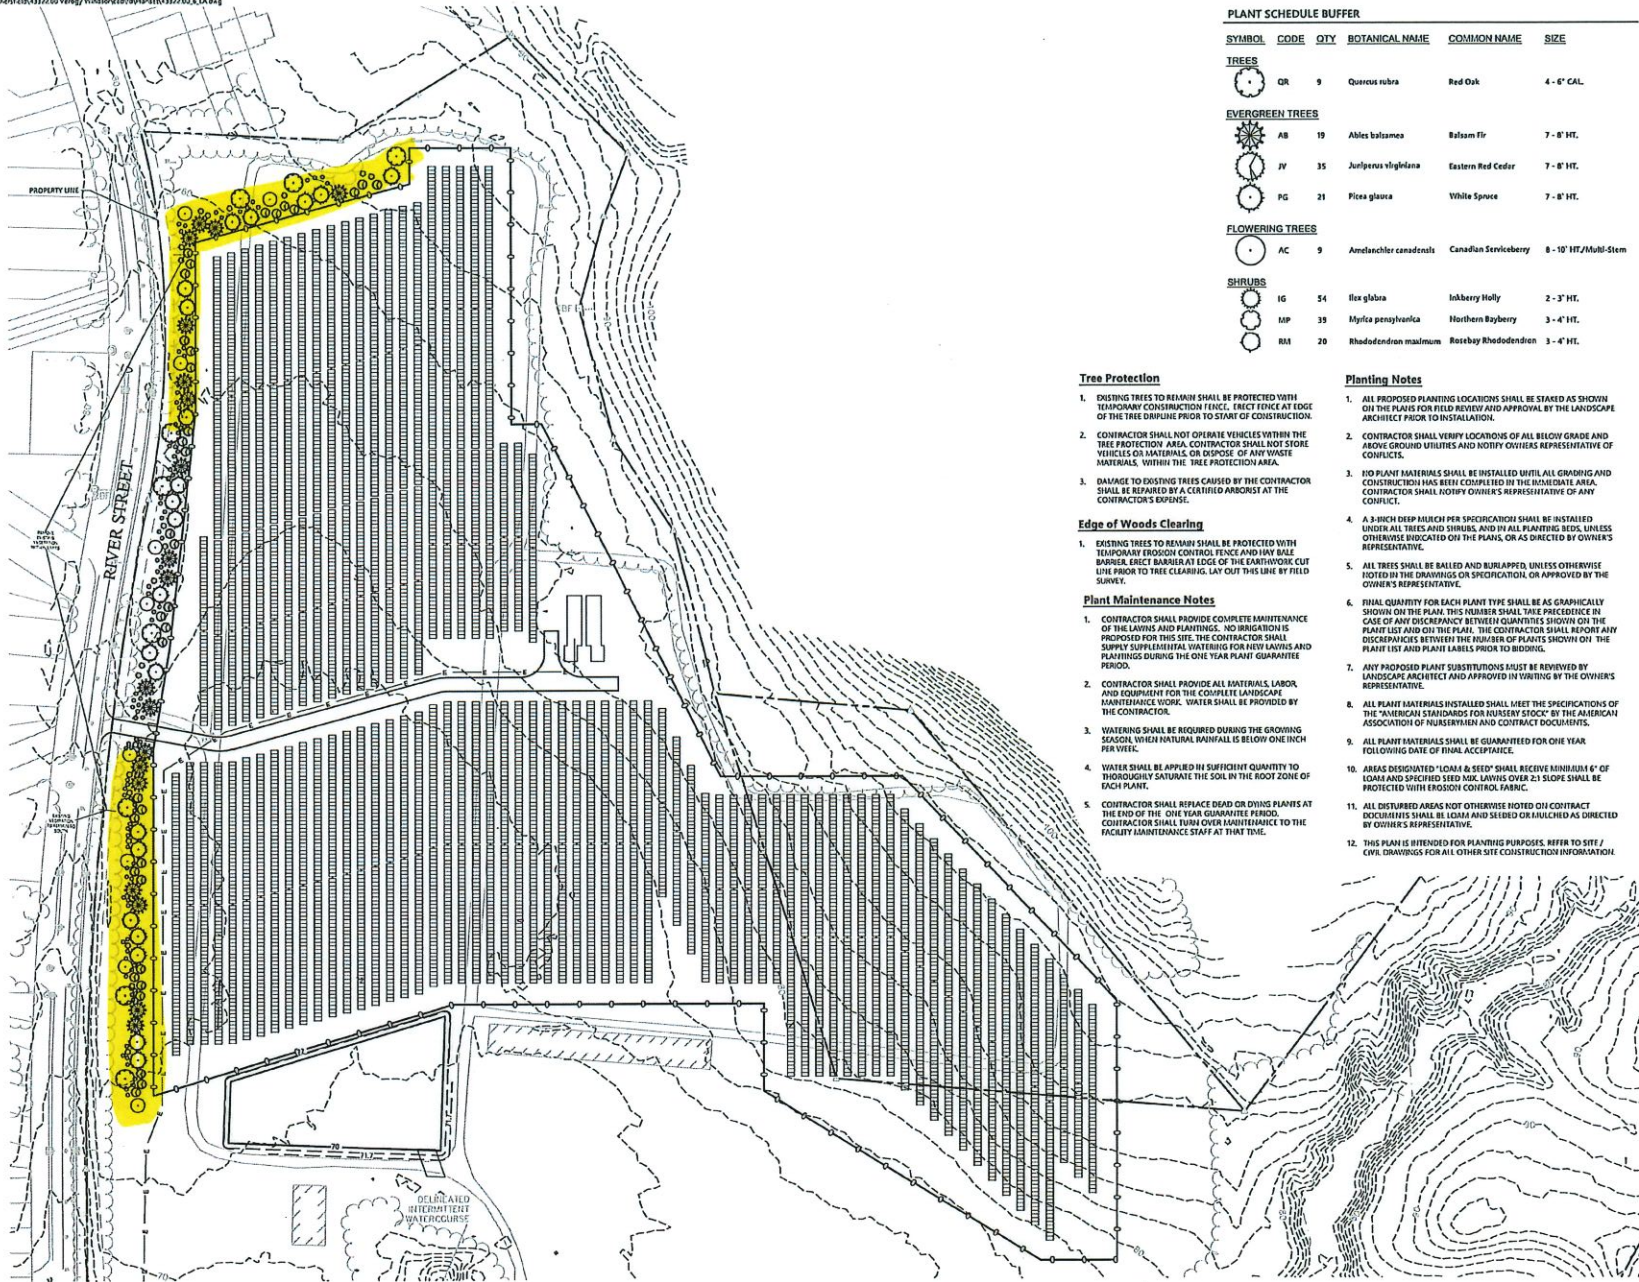 PLANT SCHEDULE BUFFER
SYMBOL CODE QTY BOTANICAL NAME COMMON NAME SIZE
TREES
QR 9 Quercus rubra Red Oak 4 - 6" CAL.
EVERGREEN TREES
AB 19 Abies balsamea Balsam Fir 7 - 8' HT.
JV 35 Juniperus virginiana Eastern Red Cedar 7 - 8' HT.
PG 21 Picea glauca White Spruce 7 - 8' HT.
FLOWERING TREES
AC 9 Amelanchier canadensis Canadian Serviceberry 8 - 10' HT./Multi-Stem
SHRUBS
IG 54 Ilex glabra Inkberry Holly 2 - 3' HT.
MP 39 Myrica pensylvanica Northern Bayberry 3 - 4' HT.
RM 20 Rhododendron maximum Rosebay Rhododendron 3 - 4' HT.
Tree Protection
1. EXISTING TREES TO REMAIN SHALL BE PROTECTED WITH
TEMPORARY CONSTRUCTION FENCE. ERECT FENCE AT EDGE
OF THE TREE DRIPLINE PRIOR TO START OF CONSTRUCTION.
2. CONTRACTOR SHALL NOT OPERATE VEHICLES WITHIN THE
TREE PROTECTION AREA. CONTRACTOR SHALL NOT STORE
VEHICLES OR MATERIALS, OR DISPOSE OF ANY WASTE
MATERIALS, WITHIN THE TREE PROTECTION AREA.
3. DAMAGE TO EXISTING TREES CAUSED BY THE CONTRACTOR
SHALL BE REPAIRED BY A CERTIFIED ARBORIST AT THE
CONTRACTOR'S EXPENSE.
Edge of Woods Clearing
1. EXISTING TREES TO REMAIN SHALL BE PROTECTED WITH
TEMPORARY EROSION CONTROL FENCE AND HAY BALE
BARRIER. ERECT BARRIER AT EDGE OF THE EARTHWORK CUT
LINE PRIOR TO TREE CLEARING. LAY OUT THIS LINE BY FIELD
SURVEY.
Plant Maintenance Notes
1. CONTRACTOR SHALL PROVIDE COMPLETE MAINTENANCE
OF THE LAWNS AND PLANTINGS. NO IRRIGATION IS
PROPOSED FOR THIS SITE. THE CONTRACTOR SHALL
SUPPLY SUPPLEMENTAL WATERING FOR NEW LAWNS AND
PLANTINGS DURING THE ONE YEAR PLANT GUARANTEE
PERIOD.
2. CONTRACTOR SHALL PROVIDE ALL MATERIALS, LABOR,
AND EQUIPMENT FOR THE COMPLETE LANDSCAPE
MAINTENANCE WORK. WATER SHALL BE PROVIDED BY
THE CONTRACTOR.
3. WATERING SHALL BE REQUIRED DURING THE GROWING
SEASON, WHEN NATURAL RAINFALL IS BELOW ONE INCH
PER WEEK.
4. WATER SHALL BE APPLIED IN SUFFICIENT QUANTITY TO
THOROUGHLY SATURATE THE SOIL IN THE ROOT ZONE OF
EACH PLANT.
5. CONTRACTOR SHALL REPLACE DEAD OR DYING PLANTS AT
THE END OF THE ONE YEAR GUARANTEE PERIOD.
CONTRACTOR SHALL TURN OVER MAINTENANCE TO THE
FACILITY MAINTENANCE STAFF AT THAT TIME.
Planting Notes
1. ALL PROPOSED PLANTING LOCATIONS SHALL BE STAKED AS SHOWN
ON THE PLANS FOR FIELD REVIEW AND APPROVAL BY THE LANDSCAPE
ARCHITECT PRIOR TO INSTALLATION.
2. CONTRACTOR SHALL VERIFY LOCATIONS OF ALL BELOW GRADE AND
ABOVE GROUND UTILITIES AND NOTIFY OWNERS REPRESENTATIVE OF
CONFLICTS.
3. NO PLANT MATERIALS SHALL BE INSTALLED UNTIL ALL GRADING AND
CONSTRUCTION HAS BEEN COMPLETED IN THE IMMEDIATE AREA.
CONTRACTOR SHALL NOTIFY OWNER'S REPRESENTATIVE OF ANY
CONFLICT.
4. A 3-INCH DEEP MULCH PER SPECIFICATION SHALL BE INSTALLED
UNDER ALL TREES AND SHRUBS, AND IN ALL PLANTING BEDS, UNLESS
OTHERWISE INDICATED ON THE PLANS, OR AS DIRECTED BY OWNER'S
REPRESENTATIVE.
5. ALL TREES SHALL BE BALLED AND BURLAPPED, UNLESS OTHERWISE
NOTED IN THE DRAWINGS OR SPECIFICATION, OR APPROVED BY THE
OWNER'S REPRESENTATIVE.
6. FINAL QUANTITY FOR EACH PLANT TYPE SHALL BE AS GRAPHICALLY
SHOWN ON THE PLAN. THIS NUMBER SHALL TAKE PRECEDENCE IN
CASE OF ANY DISCREPANCY BETWEEN QUANTITIES SHOWN ON THE
PLANT LIST AND ON THE PLAN. THE CONTRACTOR SHALL REPORT ANY
DISCREPANCIES BETWEEN THE NUMBER OF PLANTS SHOWN ON THE
PLANT LIST AND PLANT LABELS PRIOR TO BIDDING.
7. ANY PROPOSED PLANT SUBSTITUTIONS MUST BE REVIEWED BY
LANDSCAPE ARCHITECT AND APPROVED IN WRITING BY THE OWNER'S
REPRESENTATIVE.
8. ALL PLANT MATERIALS INSTALLED SHALL MEET THE SPECIFICATIONS OF
THE "AMERICAN STANDARDS FOR NURSERY STOCK" BY THE AMERICAN
ASSOCIATION OF NURSERYMEN AND CONTRACT DOCUMENTS.
9. ALL PLANT MATERIALS SHALL BE GUARANTEED FOR ONE YEAR
FOLLOWING DATE OF FINAL ACCEPTANCE.
10. AREAS DESIGNATED "LOAM & SEED" SHALL RECEIVE MINIMUM 6" OF
LOAM AND SPECIFIED SEED MIX. LAWNS OVER 2:1 SLOPE SHALL BE
PROTECTED WITH EROSION CONTROL FABRIC.
11. ALL DISTURBED AREAS NOT OTHERWISE NOTED ON CONTRACT
DOCUMENTS SHALL BE LOAM AND SEEDED OR MULCHED AS DIRECTED
BY OWNER'S REPRESENTATIVE.
12. THIS PLAN IS INTENDED FOR PLANTING PURPOSES. REFER TO SITE /
CIVIL DRAWINGS FOR ALL OTHER SITE CONSTRUCTION INFORMATION.
PROPERTY LINE
RIVER STREET
70
DELINEATED
INTERMITTENT
WATERCOURSE
70
80
90